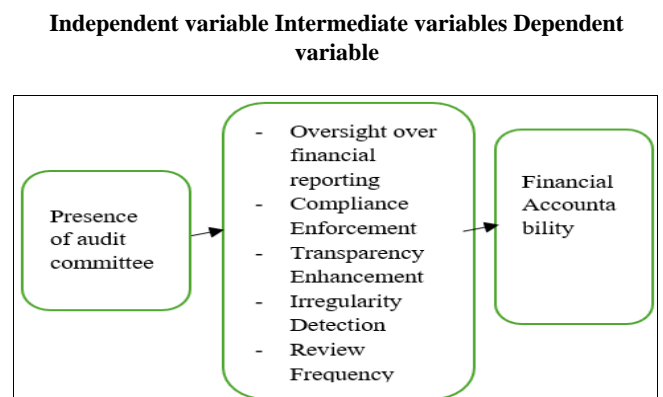 Independent variable Intermediate variables Dependent
variable
Presence
of audit
committee
- Oversight over
financial
reporting
- Compliance
Enforcement
- Transparency
Enhancement
- Irregularity
Detection
- Review
Frequency
Financial
Accounta
bility